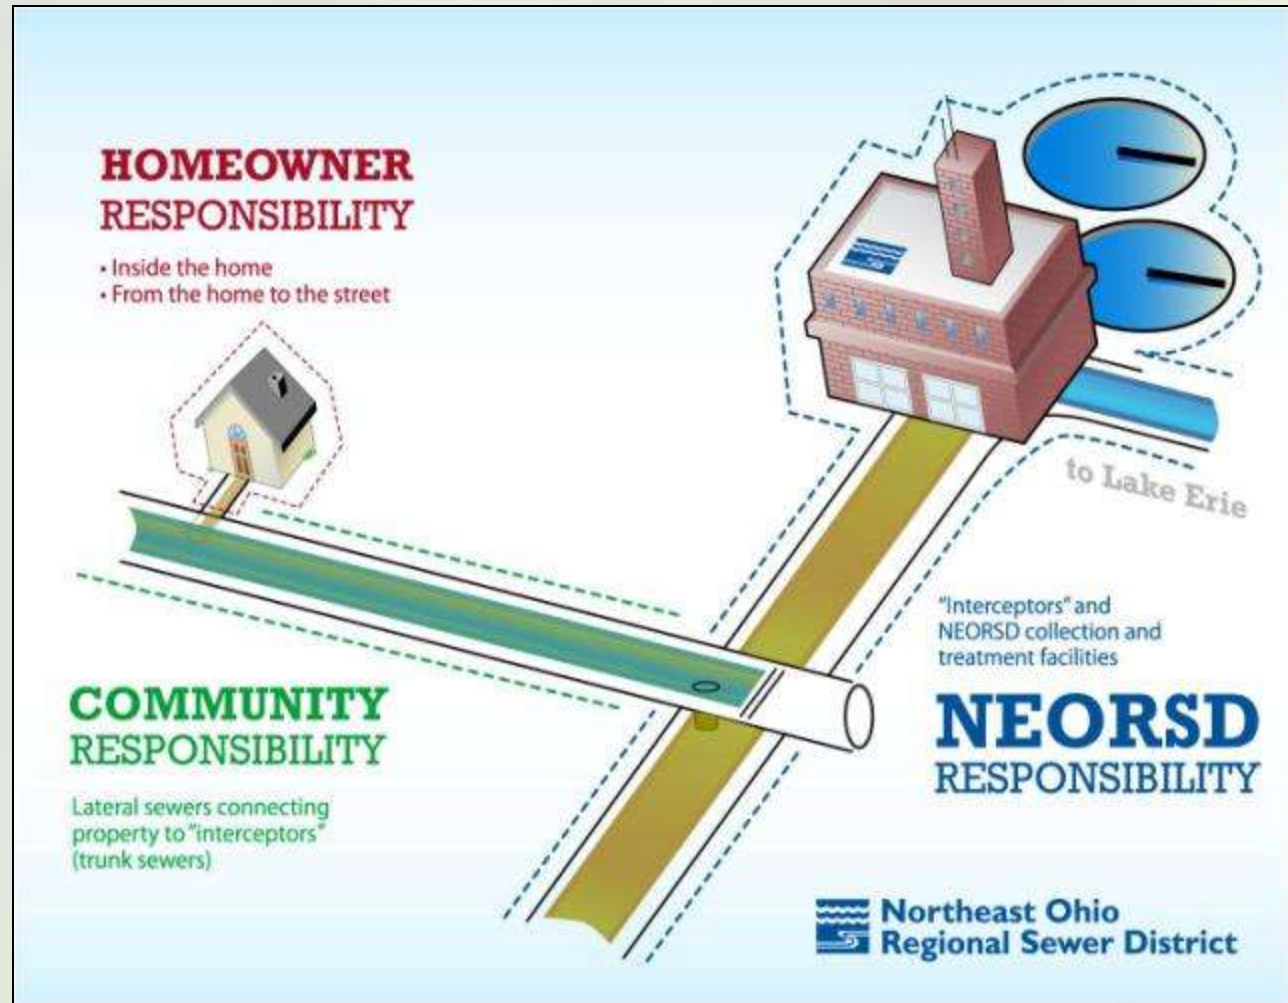 HOMEOWNER
RESPONSIBILITY
• Inside the home
• From the home to the street
to Lake Erie
"Interceptors" and
NEORSD collection and
treatment facilities
NEORSD
RESPONSIBILITY
COMMUNITY
RESPONSIBILITY
Lateral sewers connecting
property to "interceptors"
(trunk sewers)
Northeast Ohio
Regional Sewer District